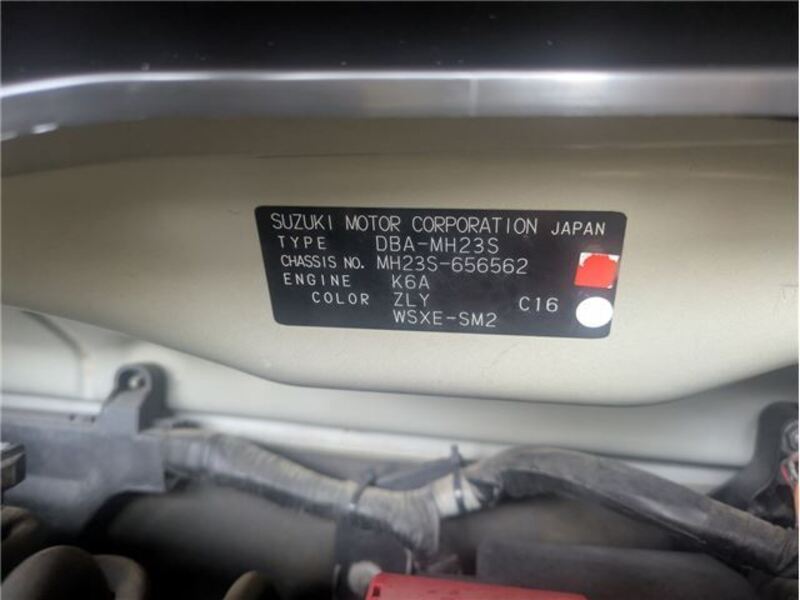 SUZUKI MOTOR CORPORATION JAPAN
TYPE DBA-MH23S
CHASSIS NO. MH23S-656562
ENGINE K6A
COLOR ZLY C16
WSXE-SM2